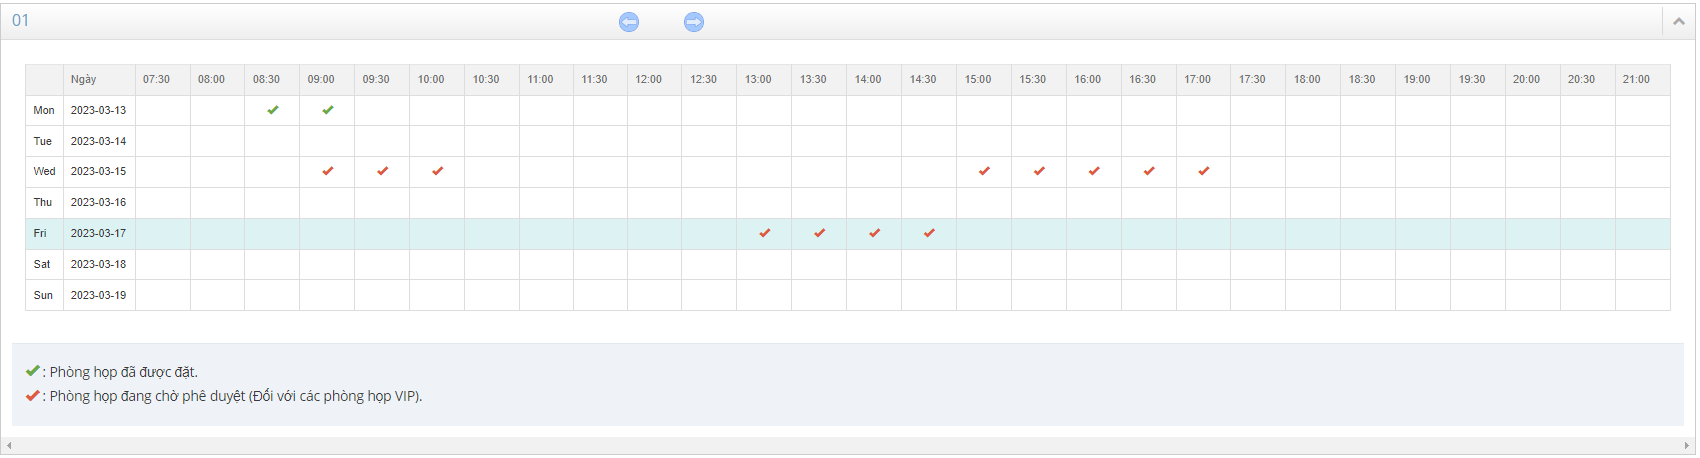 01
Ngày 07:30 08:00 08:30 09:00 09:30 10:00 10:30 11:00 11:30 12:00 12:30 13:00 13:30 14:00 14:30 15:00 15:30 16:00 16:30 17:00 17:30 18:00 18:30 19:00 19:30 20:00 20:30 21:00
Mon 2023-03-13
Tue 2023-03-14
Wed 2023-03-15
Thu 2023-03-16
Fri 2023-03-17
Sat 2023-03-18
Sun 2023-03-19
: Phòng họp đã được đặt.
: Phòng họp đang chờ phê duyệt (Đối với các phòng họp VIP).